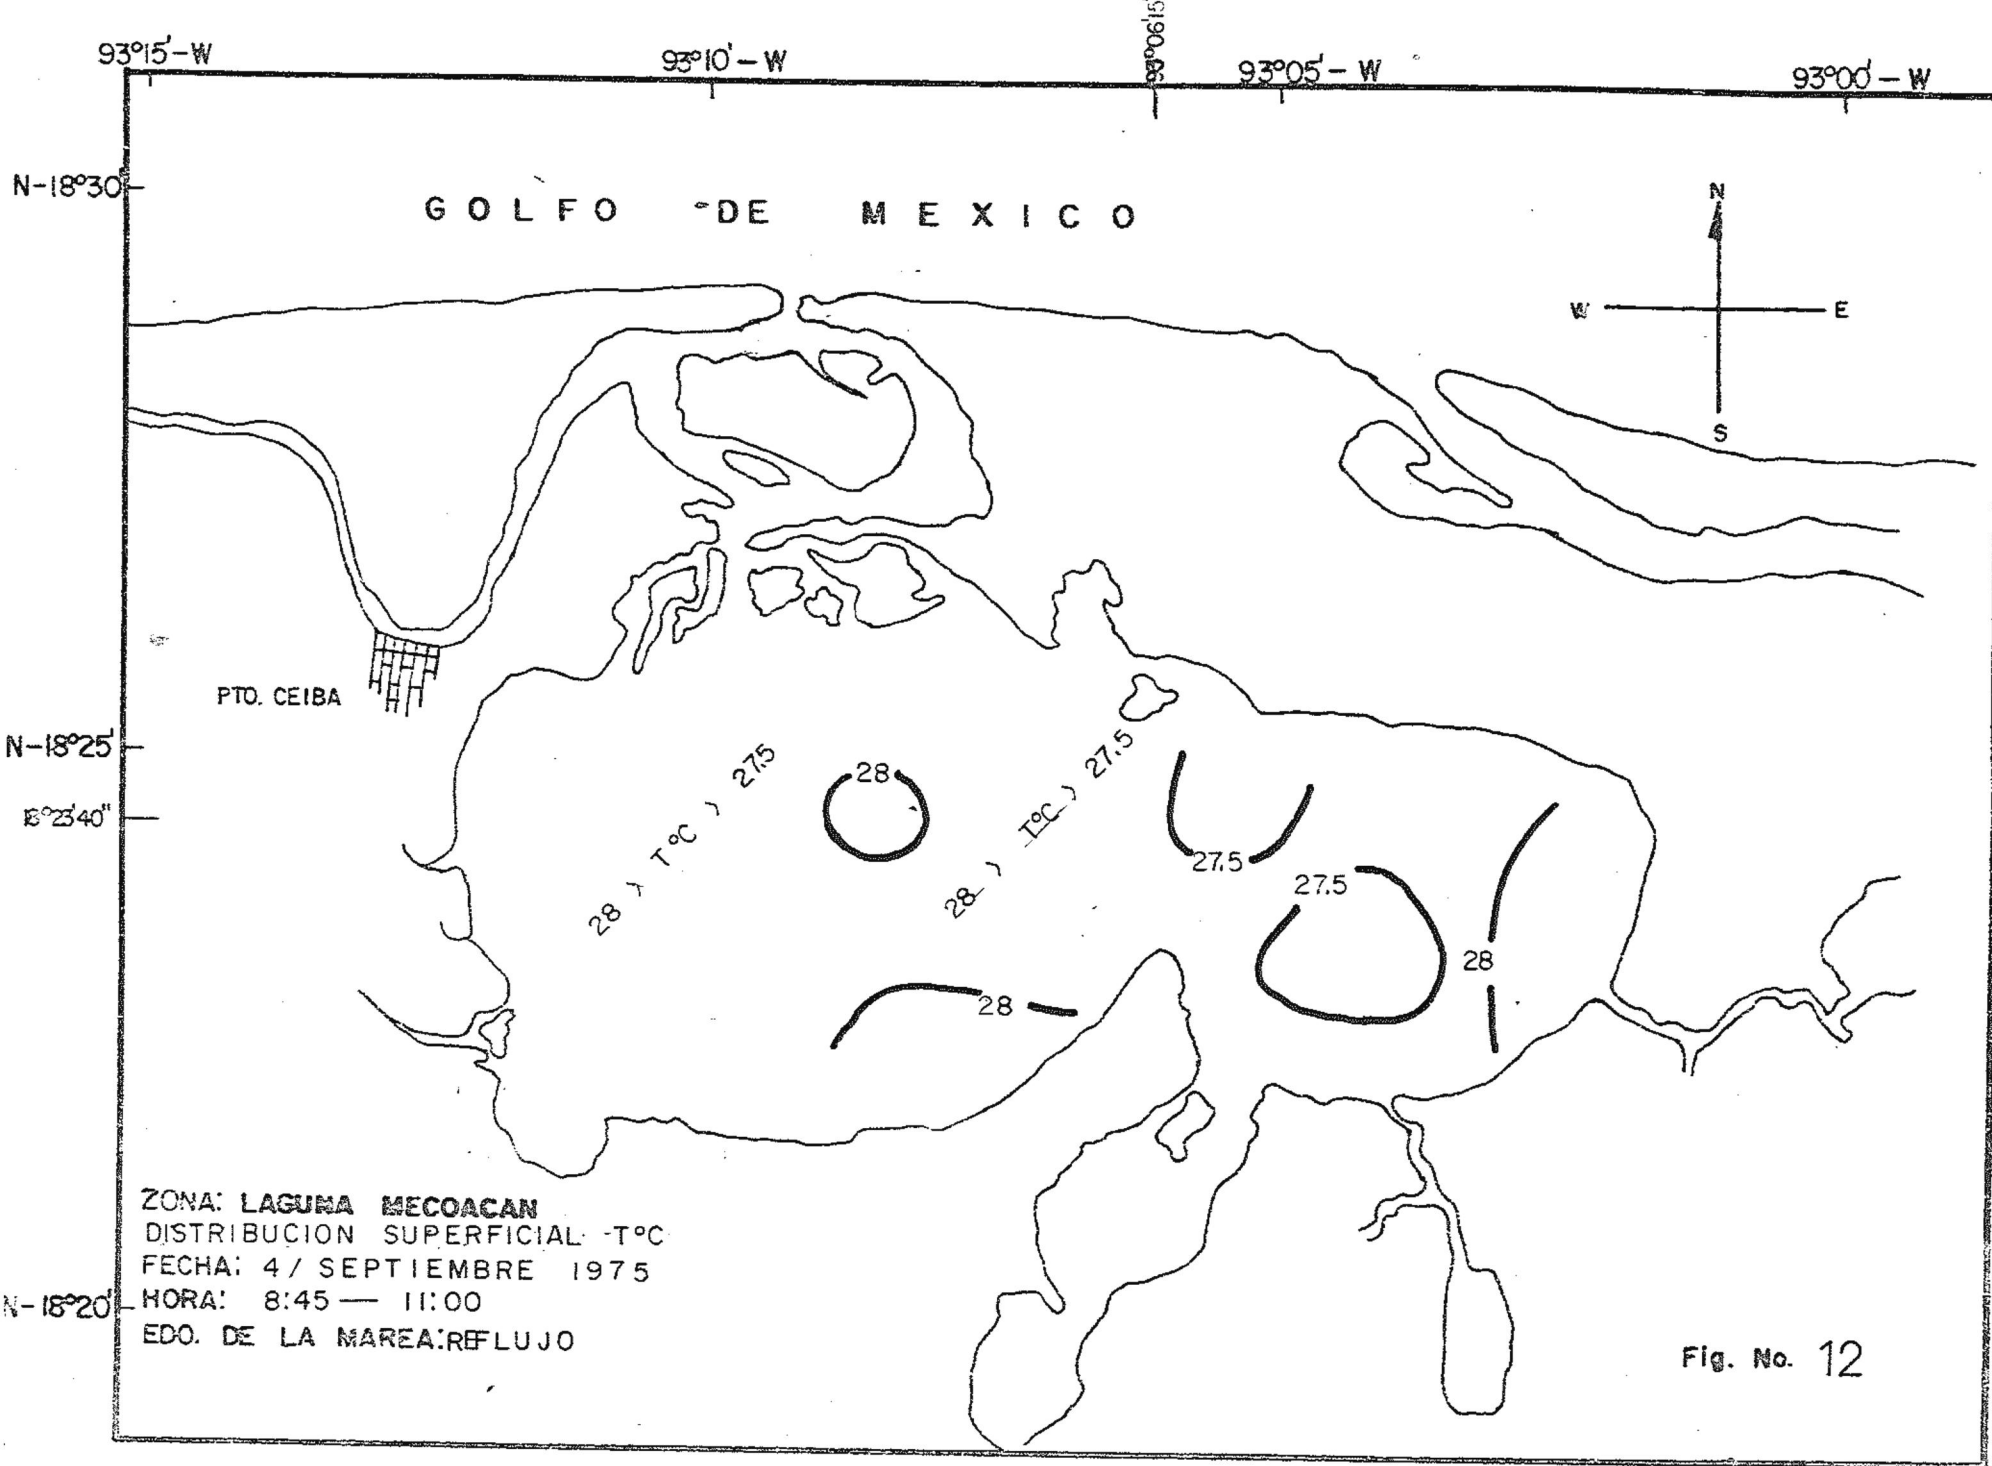 93°06'15
93°15'-W
93°10'-W
93°05'-W
93°00'-W
N-18°30'
GOLFO DE MEXICO
N
W
E
S
PTO. CEIBA
N-18°25'
18°23'40"
28 > T°C > 27.5
28
28 > T°C > 27.5
27.5
27.5
28
28
ZONA: LAGUNA MECOACAN
DISTRIBUCION SUPERFICIAL -T°C
FECHA: 4/ SEPTIEMBRE 1975
N-18°20'
HORA: 8:45 — 11:00
EDO. DE LA MAREA: REFLUJO
Fig. No. 12